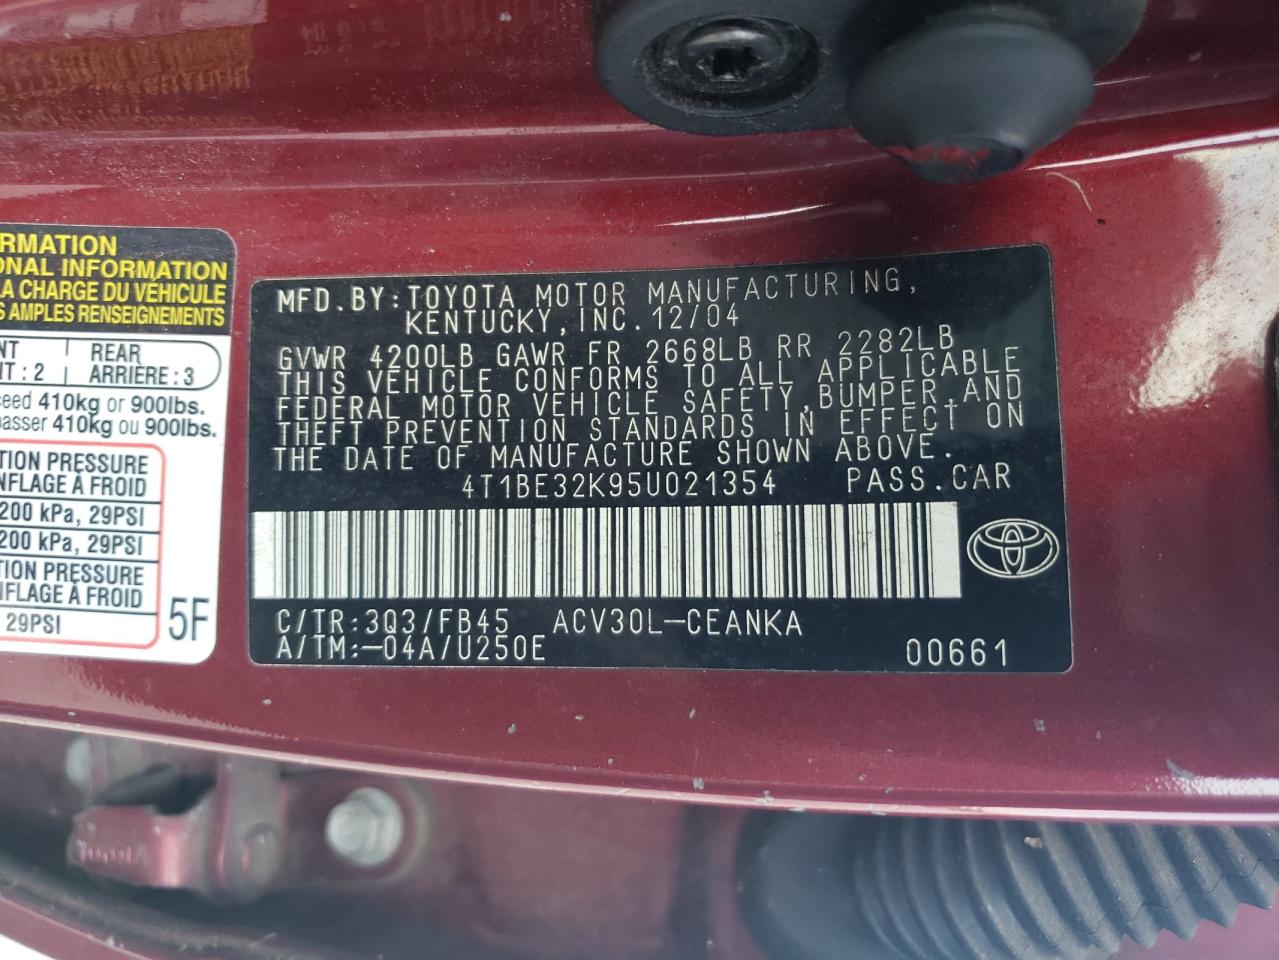 RMATION
ONAL INFORMATION
LA CHARGE DU VÉHICULE
S AMPLES RENSEIGNEMENTS
NT REAR
NT : 2 ARRIÈRE : 3
ceed 410kg or 900lbs.
passer 410kg ou 900lbs.
TION PRESSURE
NFLAGE À FROID
200 kPa, 29PSI
200 kPa, 29PSI
TION PRESSURE
NFLAGE À FROID
29PSI
5F
MFD.BY:TOYOTA MOTOR MANUFACTURING,
KENTUCKY,INC.12/04
GVWR 4200LB GAWR FR 2668LB RR 2282LB
THIS VEHICLE CONFORMS TO ALL APPLICABLE
FEDERAL MOTOR VEHICLE SAFETY,BUMPER,AND
THEFT PREVENTION STANDARDS IN EFFECT ON
THE DATE OF MANUFACTURE SHOWN ABOVE.
4T1BE32K95U021354 PASS.CAR
C/TR:3Q3/FB45 ACV30L-CEANKA
A/TM:-04A/U250E 00661